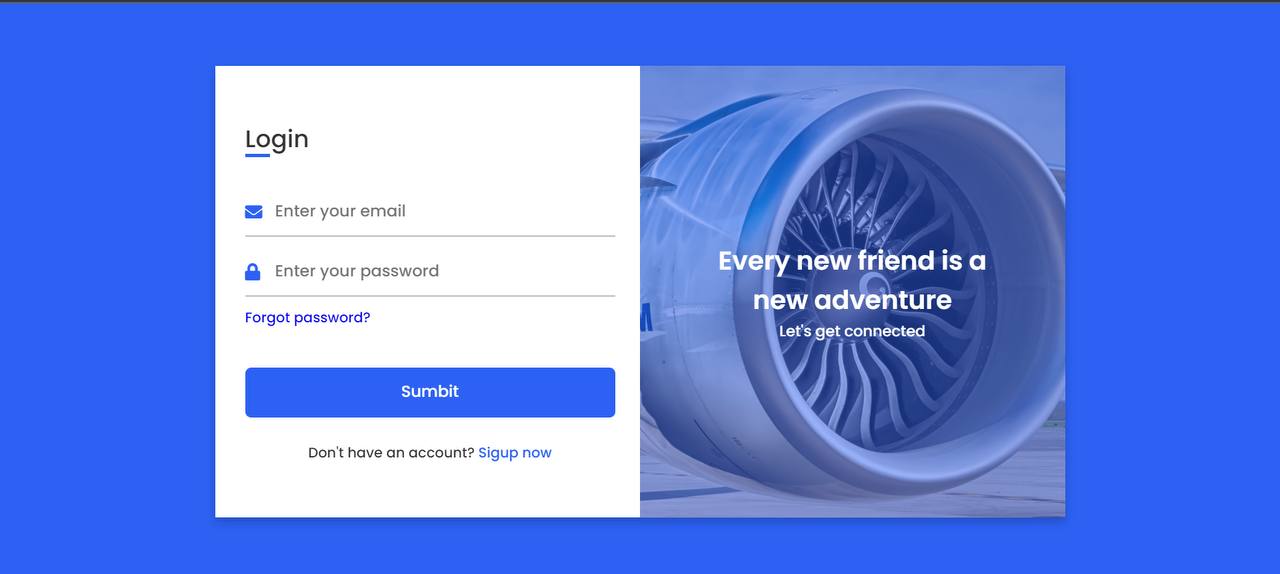 Login
Enter your email
Enter your password
Forgot password?
Sumbit
Don't have an account? Sigup now
Every new friend is a
new adventure
Let's get connected